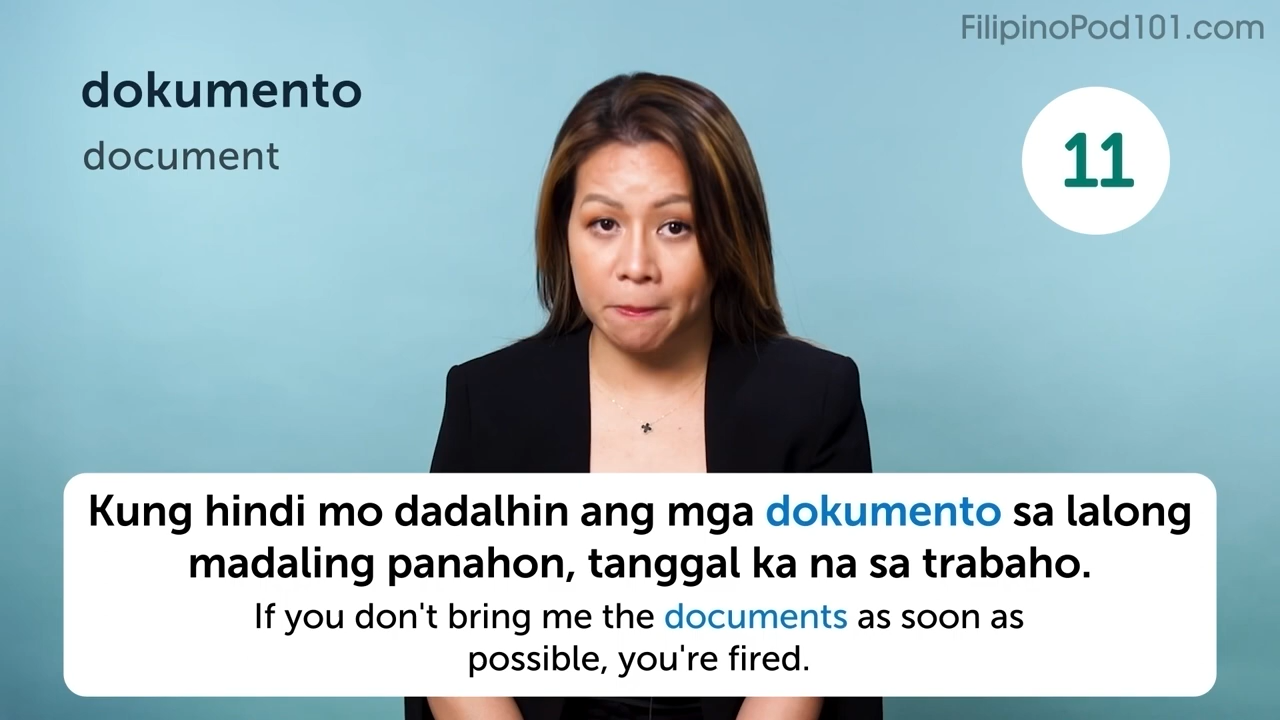 FilipinoPod101.com
dokumento
document
11
Kung hindi mo dadalhin ang mga dokumento sa lalong
madaling panahon, tanggal ka na sa trabaho.
If you don't bring me the documents as soon as
possible, you're fired.